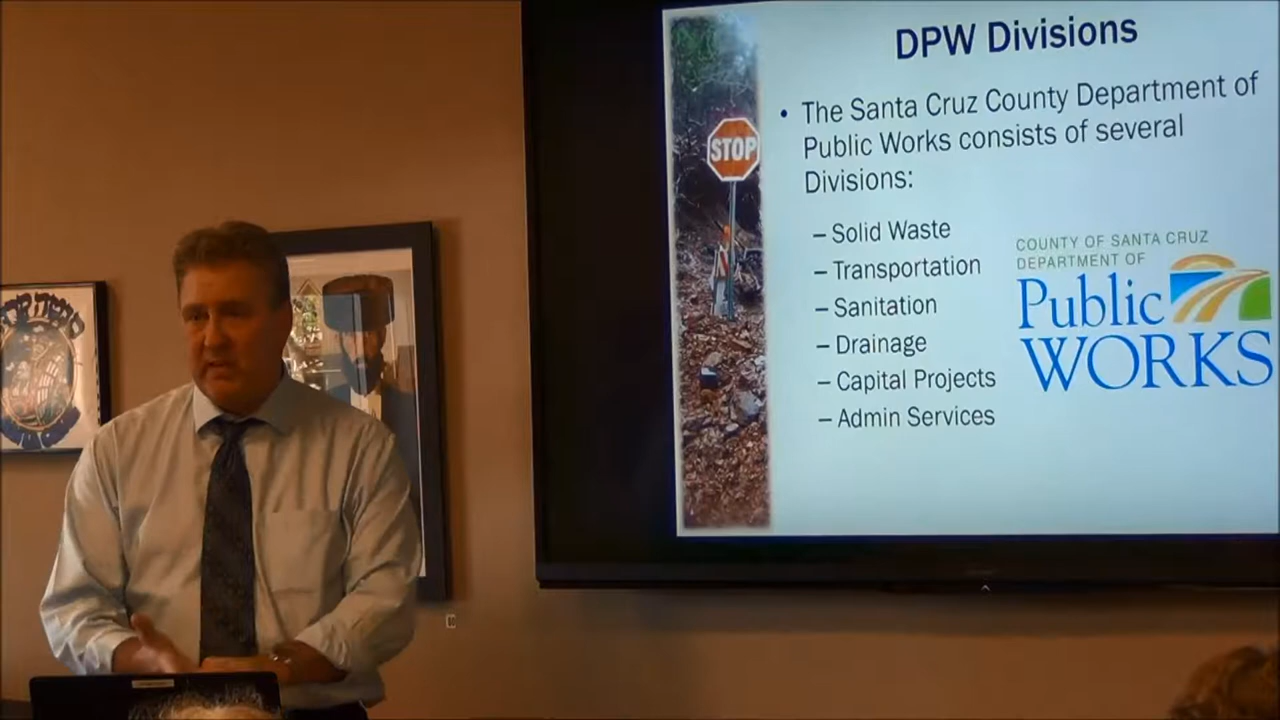 DPW Divisions
• The Santa Cruz County Department of
Public Works consists of several
Divisions:
– Solid Waste
– Transportation
– Sanitation
– Drainage
– Capital Projects
– Admin Services
STOP
COUNTY OF SANTA CRUZ
DEPARTMENT OF
Public
WORKS